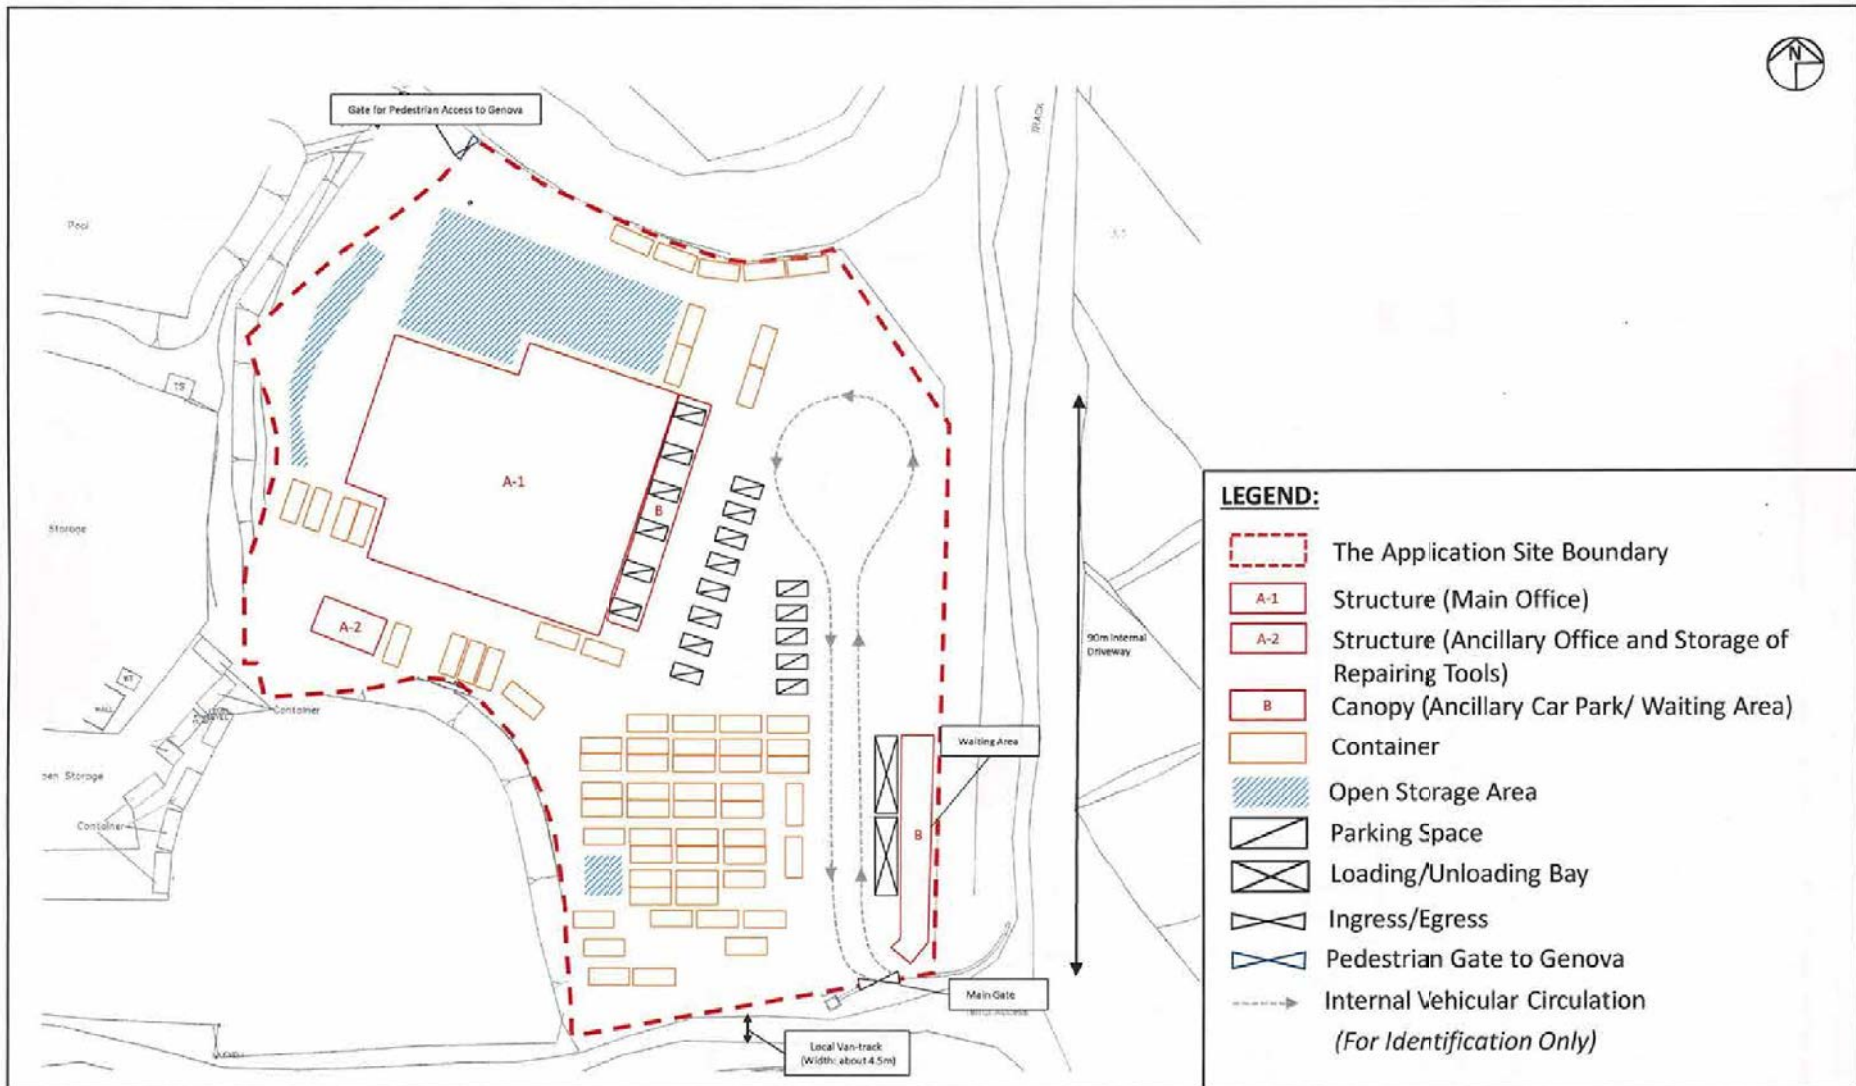 N
Gate for Pedestrian Access to Genova
TRACK
Pool
TS
Storage
A-1
B
A-2
90m Internal
Driveway
WALL
Container
Waiting Area
Container
B
Main Gate
Local Van-track
(Width: about 4.5m)
LEGEND:
The Application Site Boundary
A-1
Structure (Main Office)
A-2
Structure (Ancillary Office and Storage of
Repairing Tools)
B
Canopy (Ancillary Car Park/ Waiting Area)
Container
Open Storage Area
Parking Space
Loading/Unloading Bay
Ingress/Egress
Pedestrian Gate to Genova
Internal Vehicular Circulation
(For Identification Only)